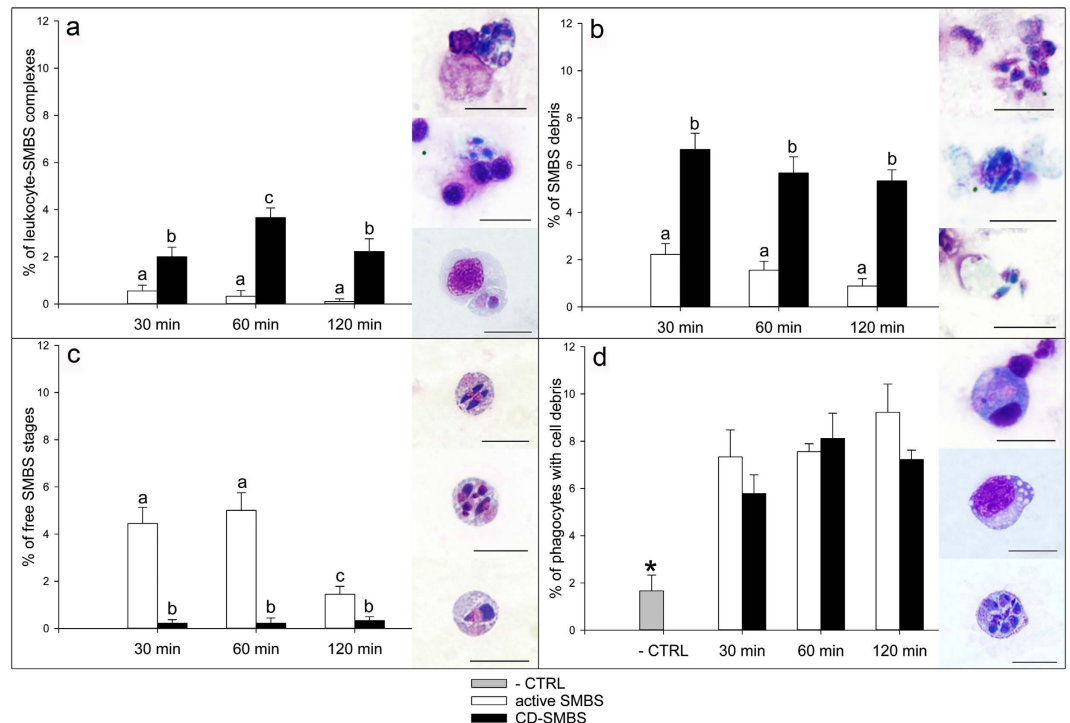 a
% of leukocyte-SMBS complexes
12
10
8
6
4
2
0
a
b
a
c
a
b
30 min
60 min
120 min
b
% of SMBS debris
12
10
8
6
4
2
0
a
b
a
b
a
b
30 min
60 min
120 min
c
% of free SMBS stages
12
10
8
6
4
2
0
a
b
a
b
c
b
30 min
60 min
120 min
d
% of phagocytes with cell debris
12
10
8
6
4
2
0
*
- CTRL
30 min
60 min
120 min
- CTRL
active SMBS
CD-SMBS